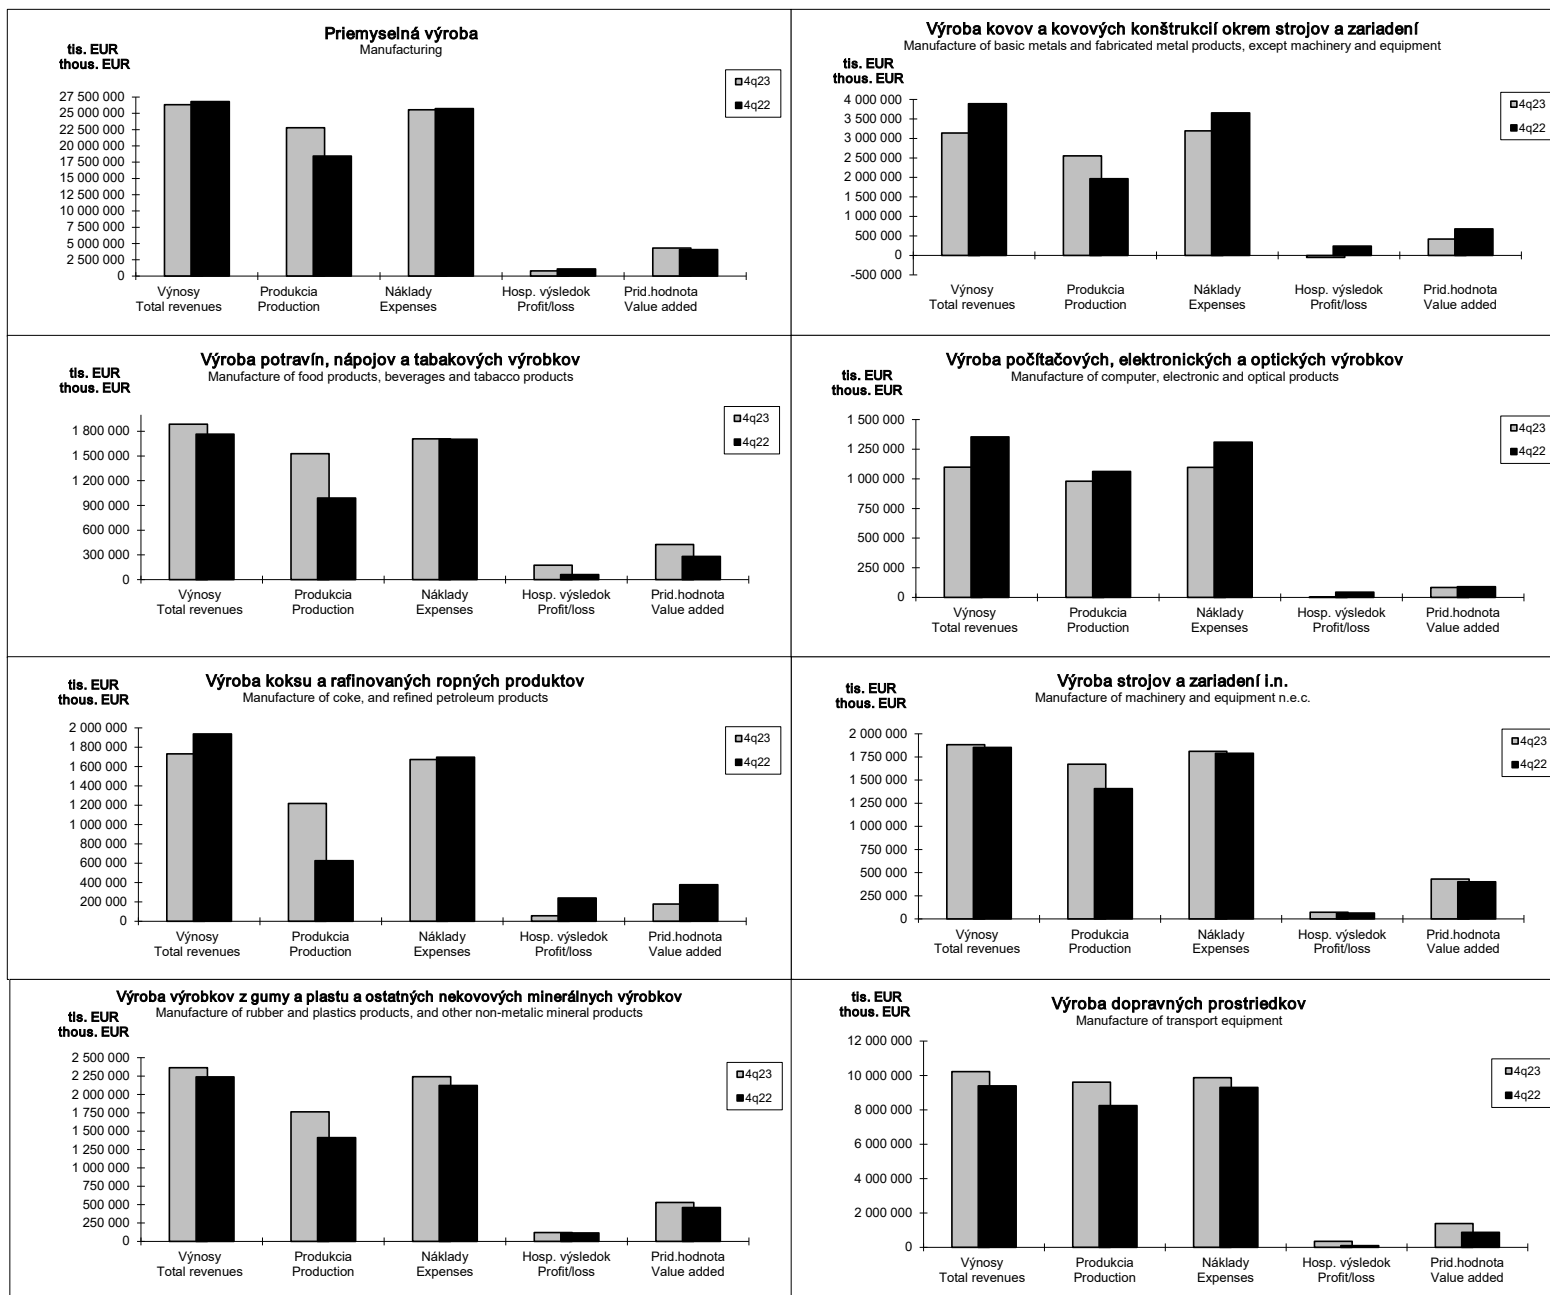 Priemyselná výroba
Manufacturing
tis. EUR
thous. EUR
4q23
4q22
27 500 000
25 000 000
22 500 000
20 000 000
17 500 000
15 000 000
12 500 000
10 000 000
7 500 000
5 000 000
2 500 000
0
Výnosy Produkcia Náklady Hosp. výsledok Prid.hodnota
Total revenues Production Expenses Profit/loss Value added
Výroba kovov a kovových konštrukcií okrem strojov a zariadení
Manufacture of basic metals and fabricated metal products, except machinery and equipment
tis. EUR
thous. EUR
4q23
4q22
4 000 000
3 500 000
3 000 000
2 500 000
2 000 000
1 500 000
1 000 000
500 000
0
-500 000
Výnosy Produkcia Náklady Hosp. výsledok Prid.hodnota
Total revenues Production Expenses Profit/loss Value added
Výroba potravín, nápojov a tabakových výrobkov
Manufacture of food products, beverages and tabacco products
tis. EUR
thous. EUR
4q23
4q22
1 800 000
1 500 000
1 200 000
900 000
600 000
300 000
0
Výnosy Produkcia Náklady Hosp. výsledok Prid.hodnota
Total revenues Production Expenses Profit/loss Value added
Výroba počítačových, elektronických a optických výrobkov
Manufacture of computer, electronic and optical products
tis. EUR
thous. EUR
4q23
4q22
1 500 000
1 250 000
1 000 000
750 000
500 000
250 000
0
Výnosy Produkcia Náklady Hosp. výsledok Prid.hodnota
Total revenues Production Expenses Profit/loss Value added
Výroba koksu a rafinovaných ropných produktov
Manufacture of coke, and refined petroleum products
tis. EUR
thous. EUR
4q23
4q22
2 000 000
1 800 000
1 600 000
1 400 000
1 200 000
1 000 000
800 000
600 000
400 000
200 000
0
Výnosy Produkcia Náklady Hosp. výsledok Prid.hodnota
Total revenues Production Expenses Profit/loss Value added
Výroba strojov a zariadení i.n.
Manufacture of machinery and equipment n.e.c.
tis. EUR
thous. EUR
4q23
4q22
2 000 000
1 750 000
1 500 000
1 250 000
1 000 000
750 000
500 000
250 000
0
Výnosy Produkcia Náklady Hosp. výsledok Prid.hodnota
Total revenues Production Expenses Profit/loss Value added
Výroba výrobkov z gumy a plastu a ostatných nekovových minerálnych výrobkov
Manufacture of rubber and plastics products, and other non-metalic mineral products
tis. EUR
thous. EUR
4q23
4q22
2 500 000
2 250 000
2 000 000
1 750 000
1 500 000
1 250 000
1 000 000
750 000
500 000
250 000
0
Výnosy Produkcia Náklady Hosp. výsledok Prid.hodnota
Total revenues Production Expenses Profit/loss Value added
Výroba dopravných prostriedkov
Manufacture of transport equipment
tis. EUR
thous. EUR
4q23
4q22
12 000 000
10 000 000
8 000 000
6 000 000
4 000 000
2 000 000
0
Výnosy Produkcia Náklady Hosp. výsledok Prid.hodnota
Total revenues Production Expenses Profit/loss Value added